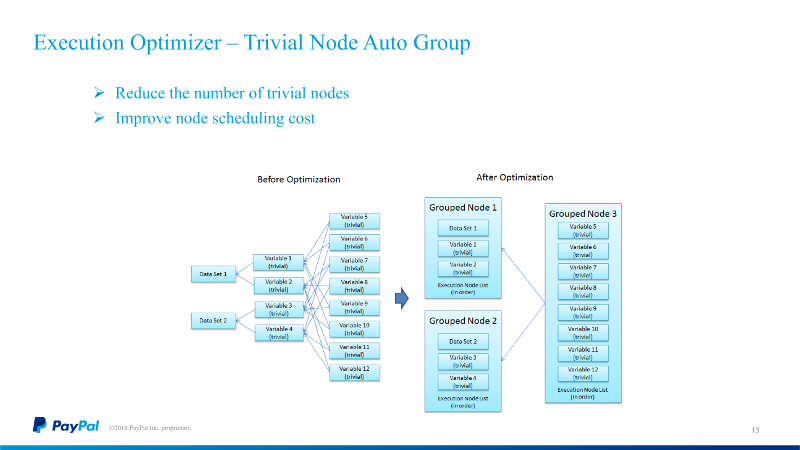 Execution Optimizer – Trivial Node Auto Group
Reduce the number of trivial nodes
Improve node scheduling cost
Before Optimization
Data Set 1
Data Set 2
Variable 1
(trivial)
Variable 2
(trivial)
Variable 3
(trivial)
Variable 4
(trivial)
Variable 5
(trivial)
Variable 6
(trivial)
Variable 7
(trivial)
Variable 8
(trivial)
Variable 9
(trivial)
Variable 10
(trivial)
Variable 11
(trivial)
Variable 12
(trivial)
After Optimization
Grouped Node 1
Data Set 1
Variable 1
(trivial)
Variable 2
(trivial)
Execution Node List
(in order)
Grouped Node 2
Data Set 2
Variable 3
(trivial)
Variable 4
(trivial)
Execution Node List
(in order)
Grouped Node 3
Variable 5
(trivial)
Variable 6
(trivial)
Variable 7
(trivial)
Variable 8
(trivial)
Variable 9
(trivial)
Variable 10
(trivial)
Variable 11
(trivial)
Variable 12
(trivial)
Execution Node List
(in order)
PayPal
©2018 PayPal Inc. proprietary.
15